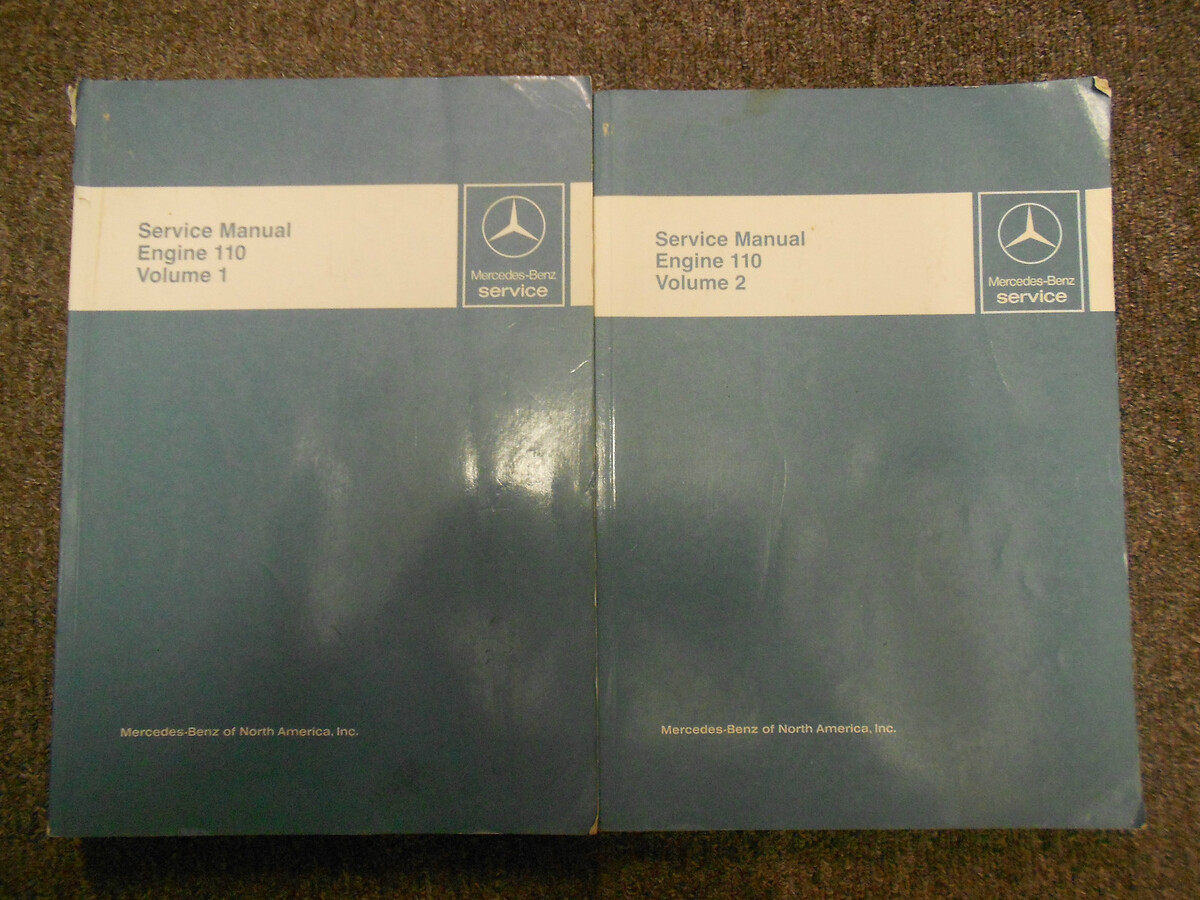 Service Manual
Engine 110
Volume 1
Mercedes-Benz
service
Mercedes-Benz of North America, Inc.
Service Manual
Engine 110
Volume 2
Mercedes-Benz
service
Mercedes-Benz of North America, Inc.